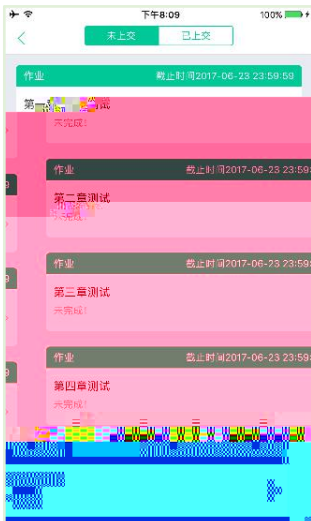 下午8:09 100%
未上交 已上交
作业 截止时间2017-06-23 23:59:59
第一
试
未完成!
作业 截止时间2017-06-23 23:59:
第二章测试
未完成!
作业 截止时间2017-06-23 23:59:
第三章测试
未完成!
作业 截止时间2017-06-23 23:59:
第四章测试
未完成!